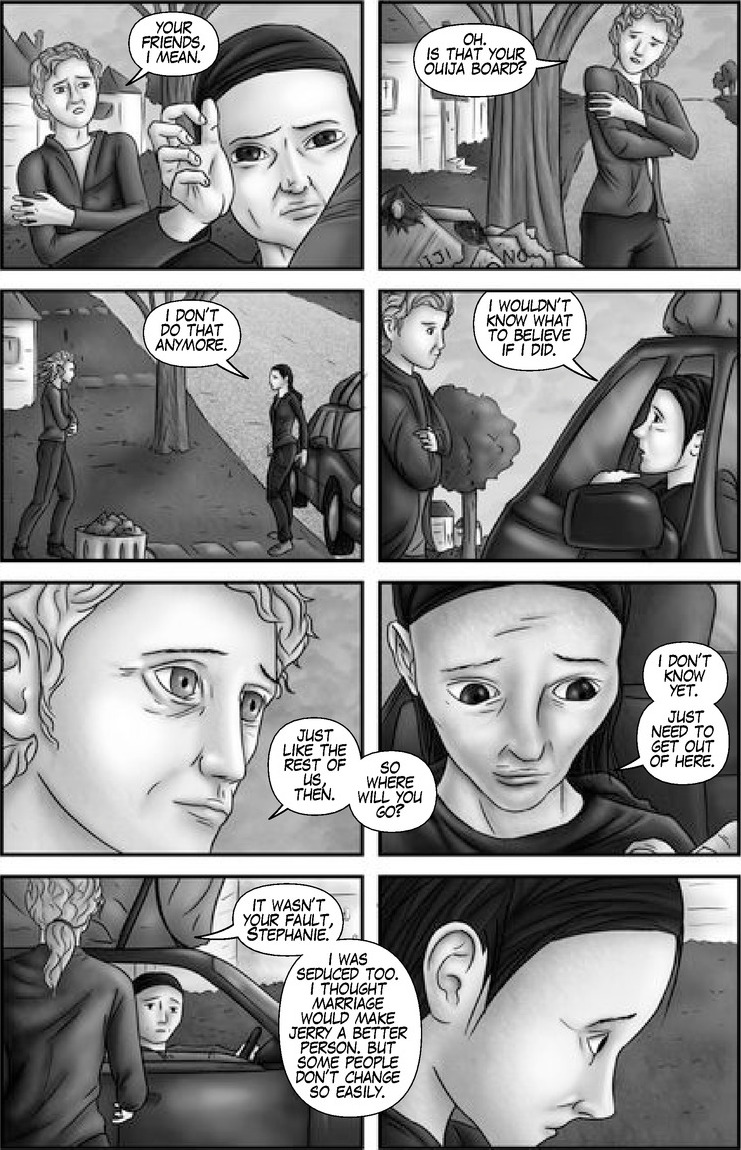 YOUR
FRIENDS,
I MEAN.
OH.
IS THAT YOUR
OUIJA BOARD?
IJI
NO
I DON'T
DO THAT
ANYMORE.
I WOULDN'T
KNOW WHAT
TO BELIEVE
IF I DID.
JUST
LIKE THE
REST OF
US,
THEN.
SO
WHERE
WILL YOU
GO?
I DON'T
KNOW
YET.
JUST
NEED TO
GET OUT
OF HERE.
IT WASN'T
YOUR FAULT,
STEPHANIE.
I WAS
SEDUCED TOO.
I THOUGHT
MARRIAGE
WOULD MAKE
JERRY A BETTER
PERSON. BUT
SOME PEOPLE
DON'T CHANGE
SO EASILY.